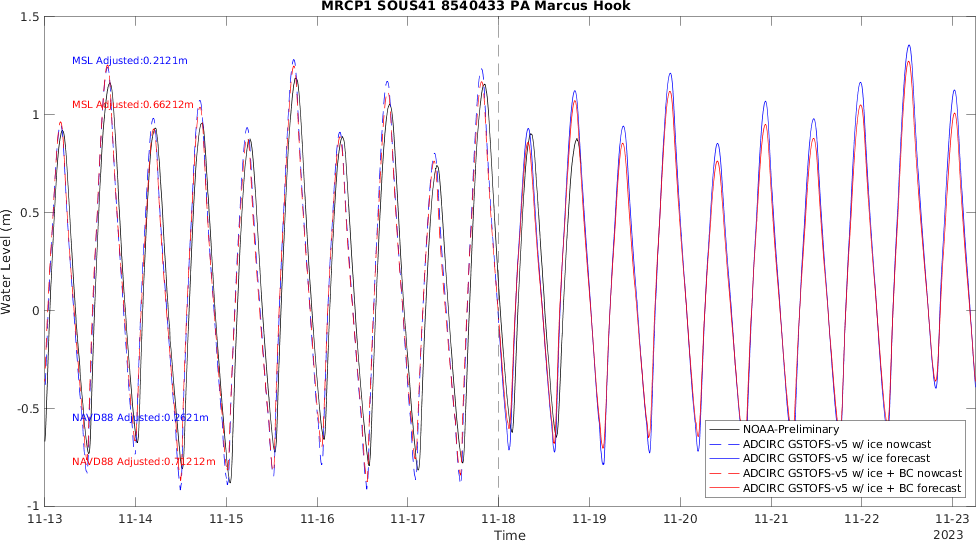 MRCP1 SOUS41 8540433 PA Marcus Hook
1.5
MSL Adjusted:0.2121m
MSL Adjusted:0.66212m
1
0.5
Water Level (m)
0
-0.5
NAVD88 Adjusted:0.2621m
NAVD88 Adjusted:0.71212m
-1
NOAA-Preliminary
ADCIRC GSTOFS-v5 w/ ice nowcast
ADCIRC GSTOFS-v5 w/ ice forecast
ADCIRC GSTOFS-v5 w/ ice + BC nowcast
ADCIRC GSTOFS-v5 w/ ice + BC forecast
11-13 11-14 11-15 11-16 11-17 11-18 11-19 11-20 11-21 11-22 11-23
Time
2023